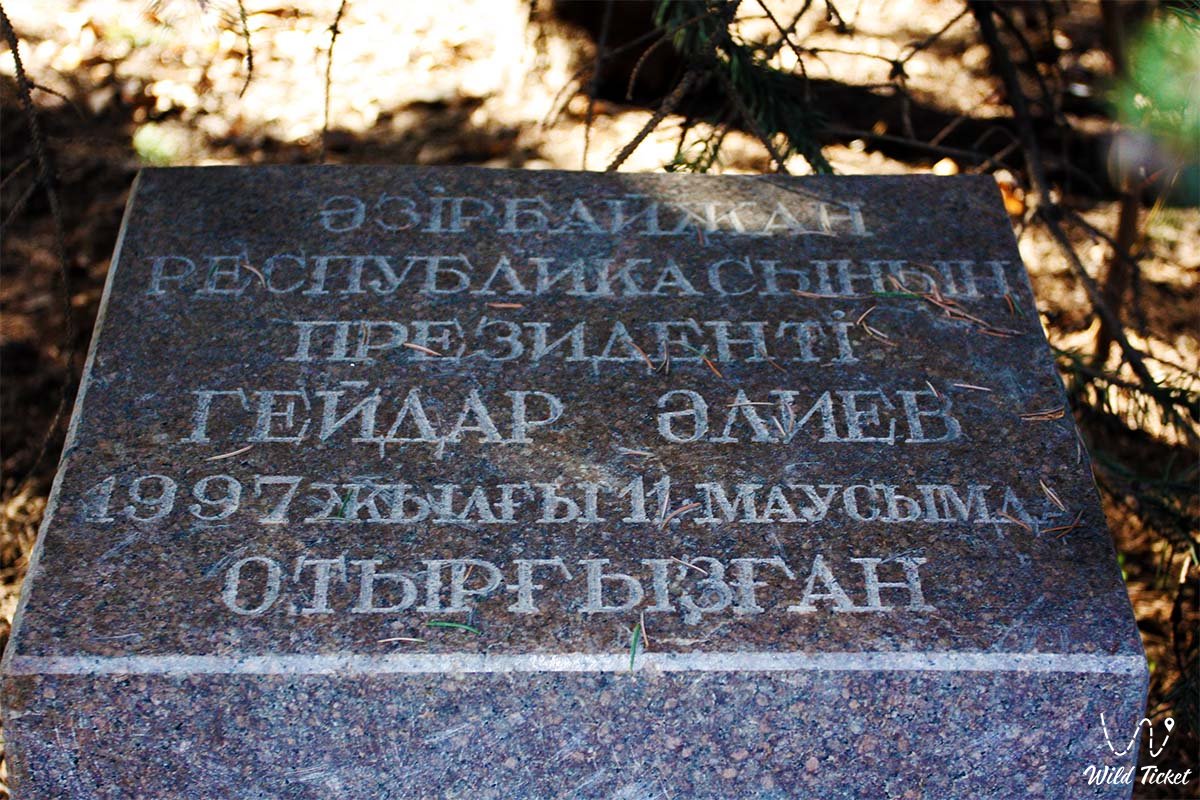 ӘЗІРБАЙЖАН
РЕСПУБЛИКАСЫНЫҢ
ПРЕЗИДЕНТІ
ГЕЙДАР ӘЛИЕВ
1997 ЖЫЛҒЫ 11. МАУСЫМДА
ОТЫРҒЫЗҒАН
Wild Ticket